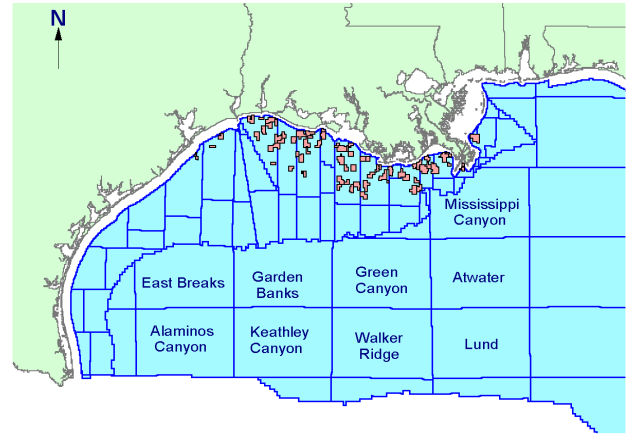 N
Mississippi
Canyon
East Breaks
Garden
Banks
Green
Canyon
Atwater
Alaminos
Canyon
Keathley
Canyon
Walker
Ridge
Lund